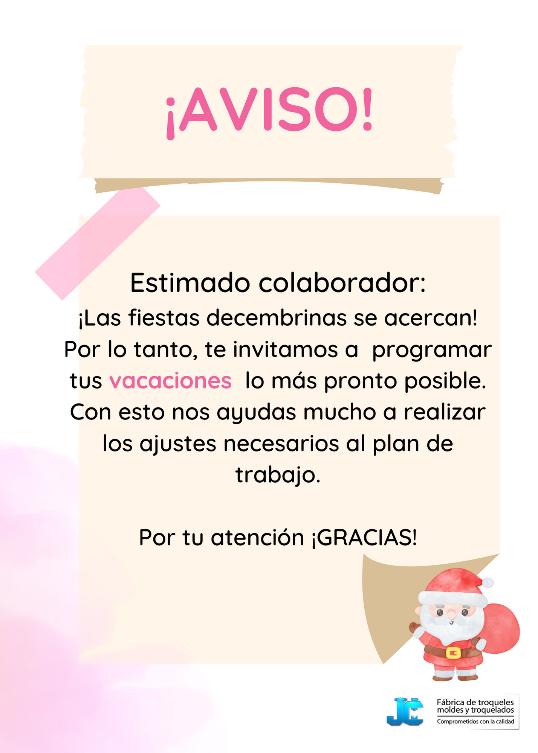 ¡AVISO!
Estimado colaborador:
¡Las fiestas decembrinas se acercan!
Por lo tanto, te invitamos a programar
tus vacaciones lo más pronto posible.
Con esto nos ayudas mucho a realizar
los ajustes necesarios al plan de
trabajo.
Por tu atención ¡GRACIAS!
Fábrica de troqueles
moldes y troquelados
Comprometidos con la calidad